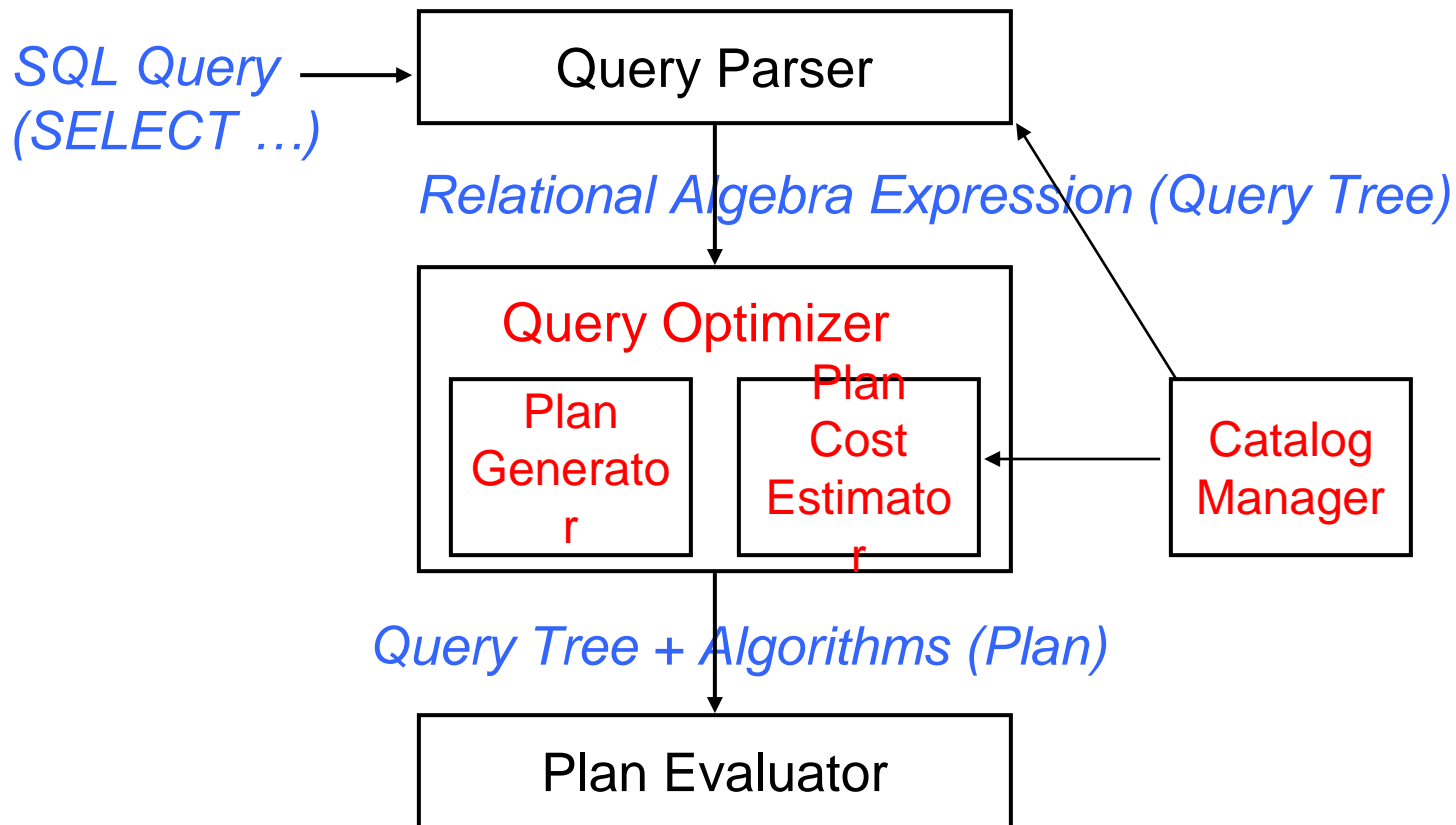 SQL Query
(SELECT …)
Query Parser
Relational Algebra Expression (Query Tree)
Query Optimizer
Plan
Generato
r
Plan
Cost
Estimato
r
Catalog
Manager
Query Tree + Algorithms (Plan)
Plan Evaluator